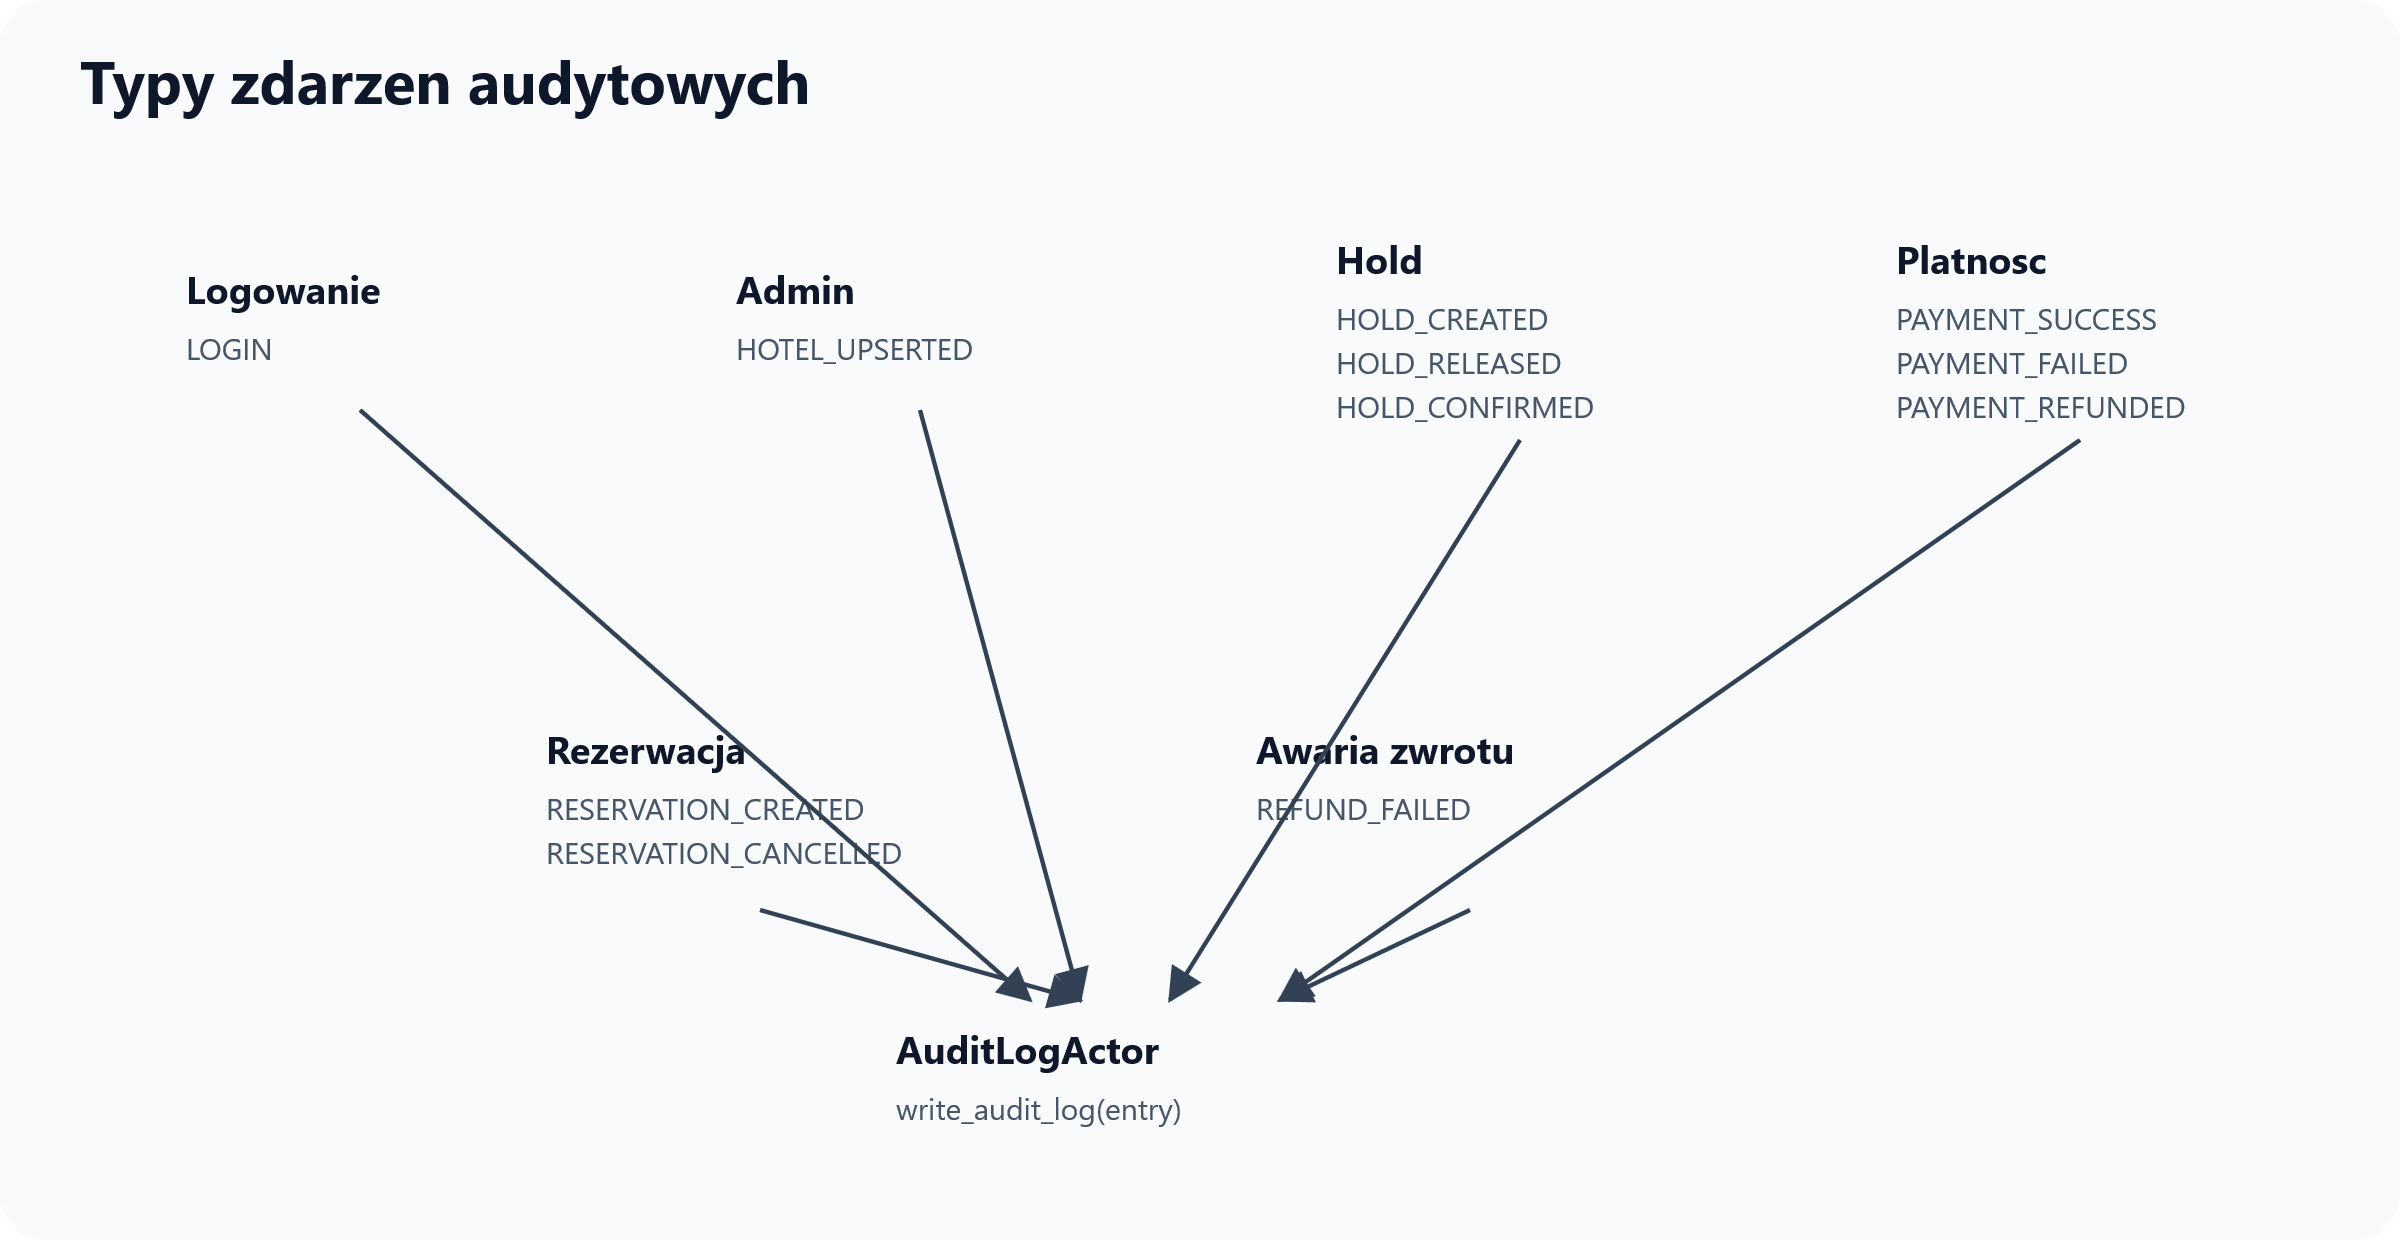 Typy zdarzen audytowych
Logowanie
LOGIN
Admin
HOTEL_UPSERTED
Hold
HOLD_CREATED
HOLD_RELEASED
HOLD_CONFIRMED
Platnosc
PAYMENT_SUCCESS
PAYMENT_FAILED
PAYMENT_REFUNDED
Rezerwacja
RESERVATION_CREATED
RESERVATION_CANCELLED
Awaria zwrotu
REFUND_FAILED
AuditLogActor
write_audit_log(entry)